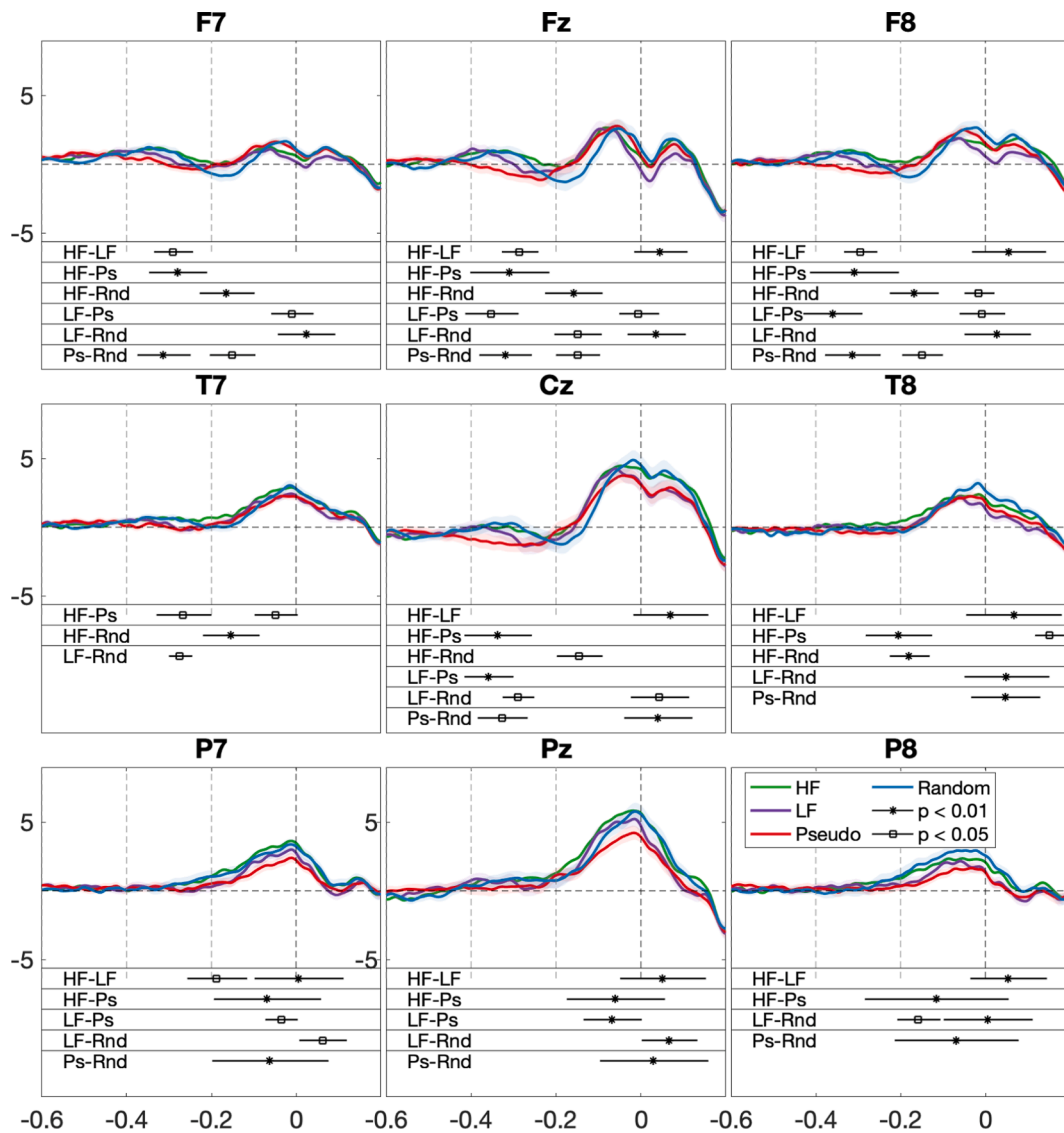 F7
Fz
F8
5
-5
HF-LF
HF-Ps
HF-Rnd
LF-Ps
LF-Rnd
Ps-Rnd
HF-LF
HF-Ps
HF-Rnd
LF-Ps
LF-Rnd
Ps-Rnd
HF-LF
HF-Ps
HF-Rnd
LF-Ps
LF-Rnd
Ps-Rnd
T7
Cz
T8
5
-5
HF-Ps
HF-Rnd
LF-Rnd
5
-5
HF-LF
HF-Ps
HF-Rnd
LF-Ps
LF-Rnd
Ps-Rnd
HF-LF
HF-Ps
HF-Rnd
LF-Rnd
Ps-Rnd
P7
Pz
P8
5
-5
HF-LF
HF-Ps
LF-Ps
LF-Rnd
Ps-Rnd
5
-5
HF-LF
HF-Ps
LF-Ps
LF-Rnd
Ps-Rnd
HF
LF
Pseudo
Random
p < 0.01
p < 0.05
HF-LF
HF-Ps
LF-Rnd
Ps-Rnd
-0.6 -0.4 -0.2 0 -0.6 -0.4 -0.2 0 -0.6 -0.4 -0.2 0